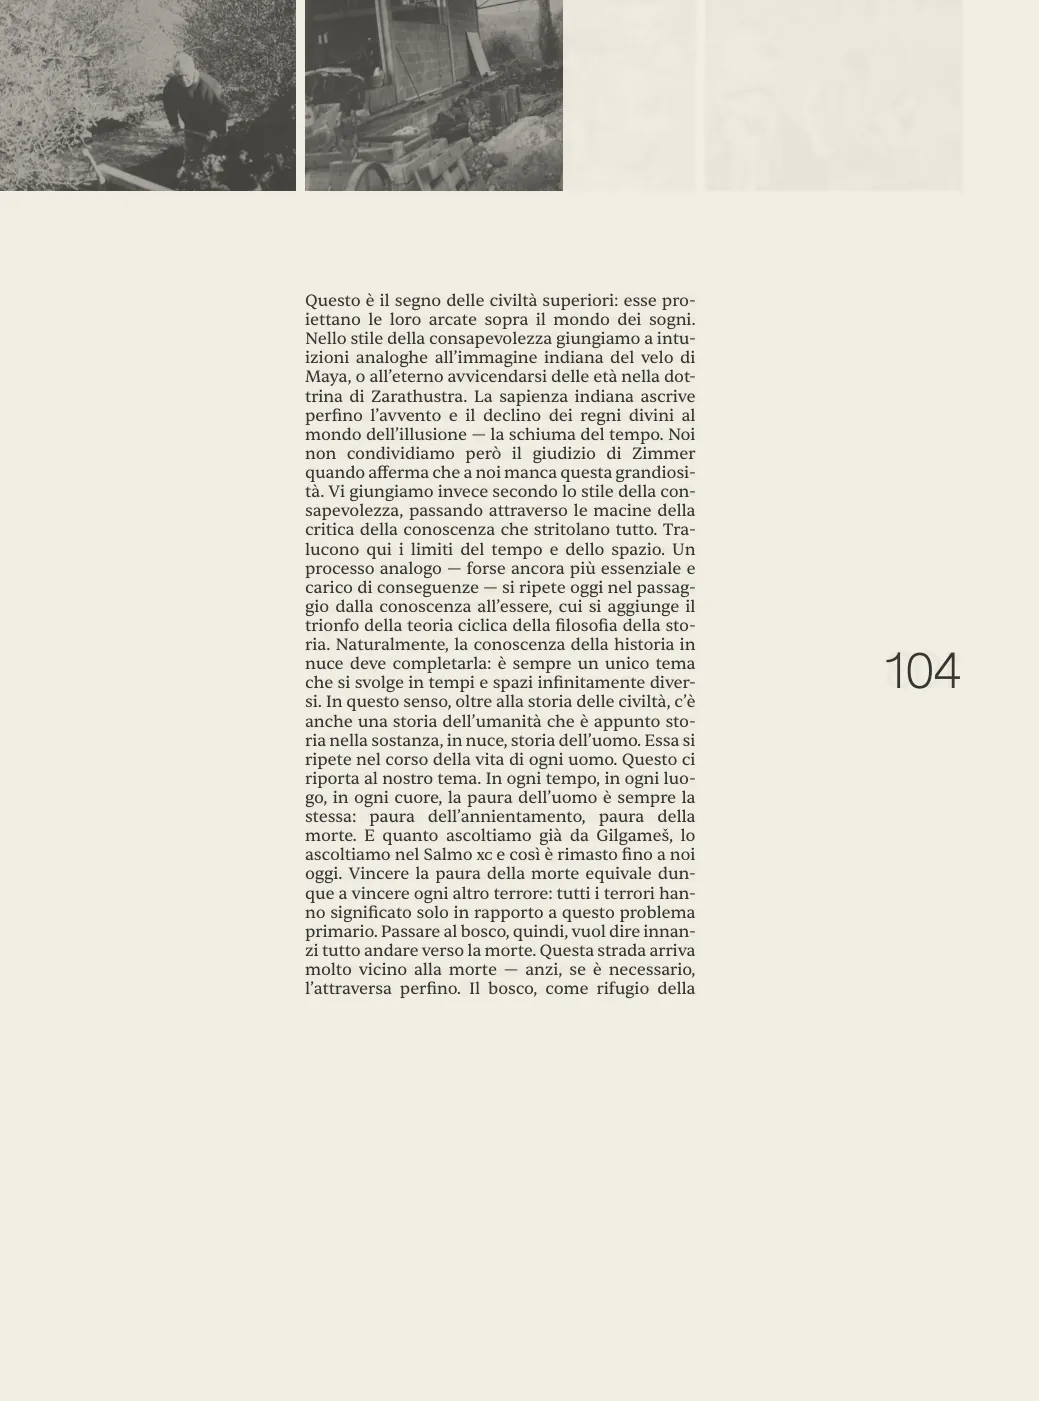 Questo è il segno delle civiltà superiori: esse pro-
iettano le loro arcate sopra il mondo dei sogni.
Nello stile della consapevolezza giungiamo a intu-
izioni analoghe all’immagine indiana del velo di
Maya, o all’eterno avvicendarsi delle età nella dot-
trina di Zarathustra. La sapienza indiana ascrive
perfino l’avvento e il declino dei regni divini al
mondo dell’illusione — la schiuma del tempo. Noi
non condividiamo però il giudizio di Zimmer
quando afferma che a noi manca questa grandiosi-
tà. Vi giungiamo invece secondo lo stile della con-
sapevolezza, passando attraverso le macine della
critica della conoscenza che stritolano tutto. Tra-
lucono qui i limiti del tempo e dello spazio. Un
processo analogo — forse ancora più essenziale e
carico di conseguenze — si ripete oggi nel passag-
gio dalla conoscenza all’essere, cui si aggiunge il
trionfo della teoria ciclica della filosofia della sto-
ria. Naturalmente, la conoscenza della historia in
nuce deve completarla: è sempre un unico tema
che si svolge in tempi e spazi infinitamente diver-
si. In questo senso, oltre alla storia delle civiltà, c’è
anche una storia dell’umanità che è appunto sto-
ria nella sostanza, in nuce, storia dell’uomo. Essa si
ripete nel corso della vita di ogni uomo. Questo ci
riporta al nostro tema. In ogni tempo, in ogni luo-
go, in ogni cuore, la paura dell’uomo è sempre la
stessa: paura dell’annientamento, paura della
morte. E quanto ascoltiamo già da Gilgameš, lo
ascoltiamo nel Salmo XC e così è rimasto fino a noi
oggi. Vincere la paura della morte equivale dun-
que a vincere ogni altro terrore: tutti i terrori han-
no significato solo in rapporto a questo problema
primario. Passare al bosco, quindi, vuol dire innan-
zi tutto andare verso la morte. Questa strada arriva
molto vicino alla morte — anzi, se è necessario,
l’attraversa perfino. Il bosco, come rifugio della
104